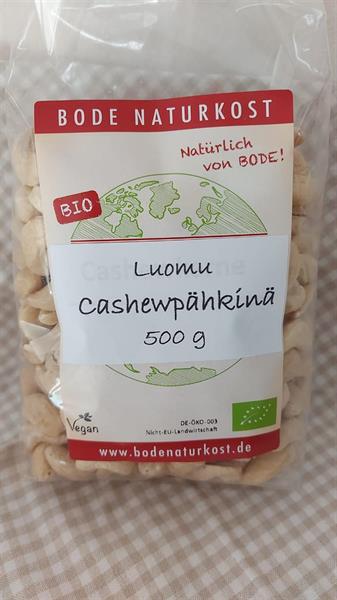 BODE NATURKOST
Natürlich
von BODE!
BIO
Luomu
Cashewpähkinä
500 g
Vegan
DE-ÖKO-003
Nicht-EU-Landwirtschaft
www.bodenaturkost.de